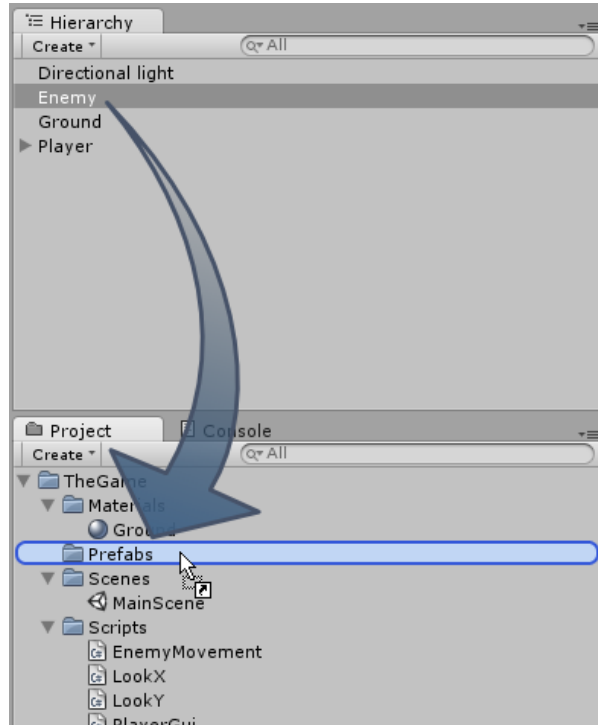 Hierarchy
Create All
Directional light
Enemy
Ground
Player
Project Console
Create All
TheGame
Materials
Ground
Prefabs
Scenes
MainScene
Scripts
EnemyMovement
LookX
LookY
PlayerGui